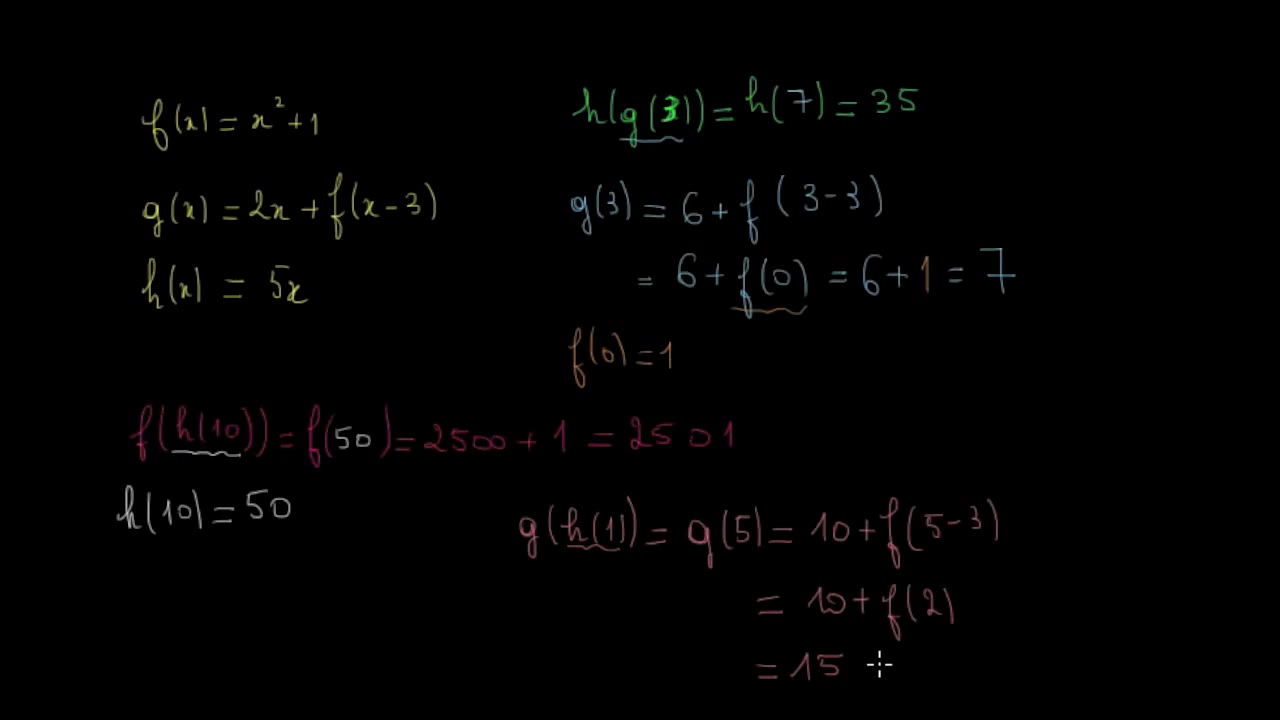 f(x) = x² + 1
g(x) = 2x + f(x - 3)
h(x) = 5x
h(g(3)) = h(7) = 35
g(3) = 6 + f(3 - 3)
= 6 + f(0) = 6 + 1 = 7
f(0) = 1
f(h(10)) = f(50) = 2500 + 1 = 2501
h(10) = 50
g(h(1)) = g(5) = 10 + f(5 - 3)
= 10 + f(2)
= 15